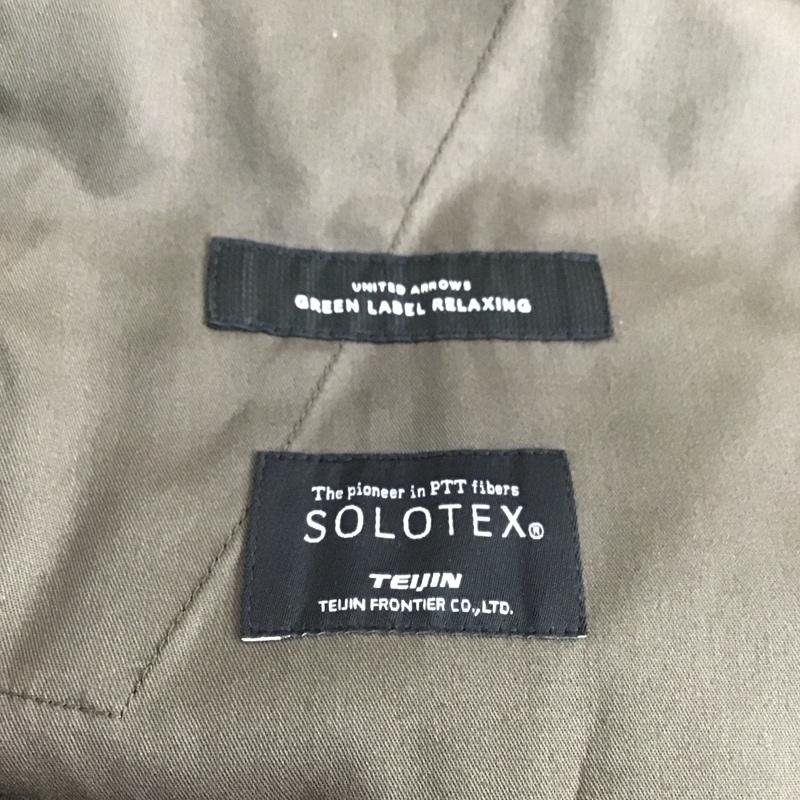 UNITED ARROWS
GREEN LABEL RELAXING
The pioneer in PTT fibers
SOLOTEX®
TEIJIN
TEIJIN FRONTIER CO.,LTD.